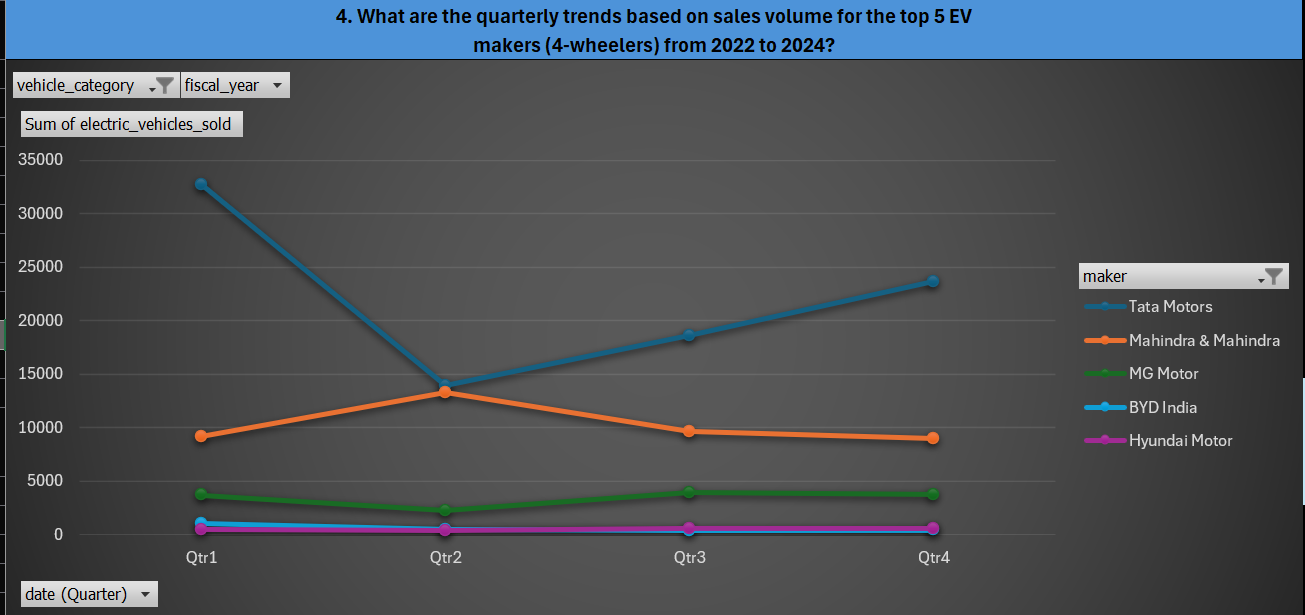 4. What are the quarterly trends based on sales volume for the top 5 EV
makers (4-wheelers) from 2022 to 2024?
vehicle_category
fiscal_year
Sum of electric_vehicles_sold
35000
30000
25000
20000
15000
10000
5000
0
Qtr1
Qtr2
Qtr3
Qtr4
maker
Tata Motors
Mahindra & Mahindra
MG Motor
BYD India
Hyundai Motor
date (Quarter)